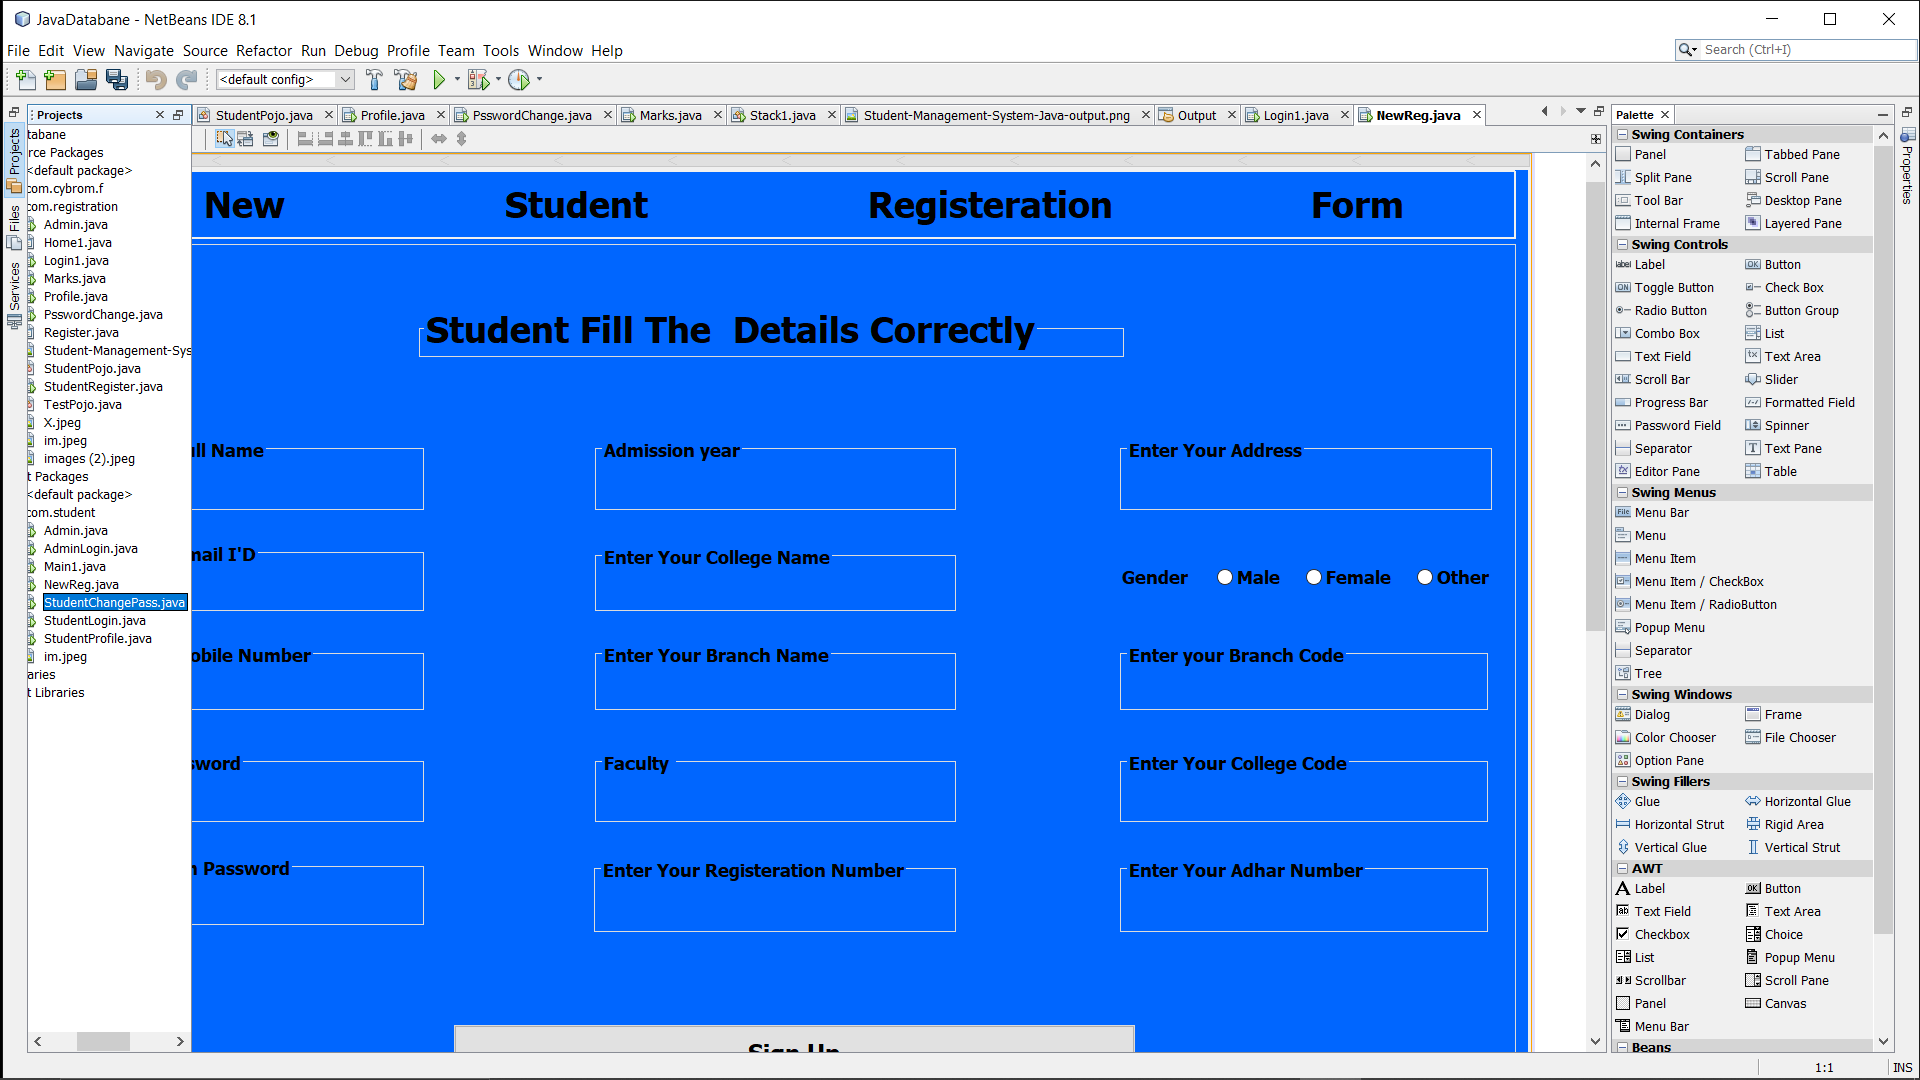 JavaDatabane - NetBeans IDE 8.1
File Edit View Navigate Source Refactor Run Debug Profile Team Tools Window Help
Search (Ctrl+I)
<default config>
Projects
Files
Services
Projects
tabane
rce Packages
<default package>
com.cybrom.f
com.registration
Admin.java
Home1.java
Login1.java
Marks.java
Profile.java
PsswordChange.java
Register.java
Student-Management-Sys
StudentPojo.java
StudentRegister.java
TestPojo.java
X.jpeg
im.jpeg
images (2).jpeg
t Packages
<default package>
com.student
Admin.java
AdminLogin.java
Main1.java
NewReg.java
StudentChangePass.java
StudentLogin.java
StudentProfile.java
im.jpeg
aries
t Libraries
StudentPojo.java Profile.java PsswordChange.java Marks.java Stack1.java Student-Management-System-Java-output.png Output Login1.java NewReg.java
New Student Registeration Form
Student Fill The Details Correctly
ull Name Admission year Enter Your Address
mail I'D Enter Your College Name
Gender Male Female Other
obile Number Enter Your Branch Name Enter your Branch Code
sword Faculty Enter Your College Code
n Password Enter Your Registeration Number Enter Your Adhar Number
Sign Up
Palette
Swing Containers
Panel Tabbed Pane
Split Pane Scroll Pane
Tool Bar Desktop Pane
Internal Frame Layered Pane
Swing Controls
Label Button
Toggle Button Check Box
Radio Button Button Group
Combo Box List
Text Field Text Area
Scroll Bar Slider
Progress Bar Formatted Field
Password Field Spinner
Separator Text Pane
Editor Pane Table
Swing Menus
Menu Bar
Menu
Menu Item
Menu Item / CheckBox
Menu Item / RadioButton
Popup Menu
Separator
Tree
Swing Windows
Dialog Frame
Color Chooser File Chooser
Option Pane
Swing Fillers
Glue Horizontal Glue
Horizontal Strut Rigid Area
Vertical Glue Vertical Strut
AWT
Label Button
Text Field Text Area
Checkbox Choice
List Popup Menu
Scrollbar Scroll Pane
Panel Canvas
Menu Bar
Beans
Properties
1:1 INS